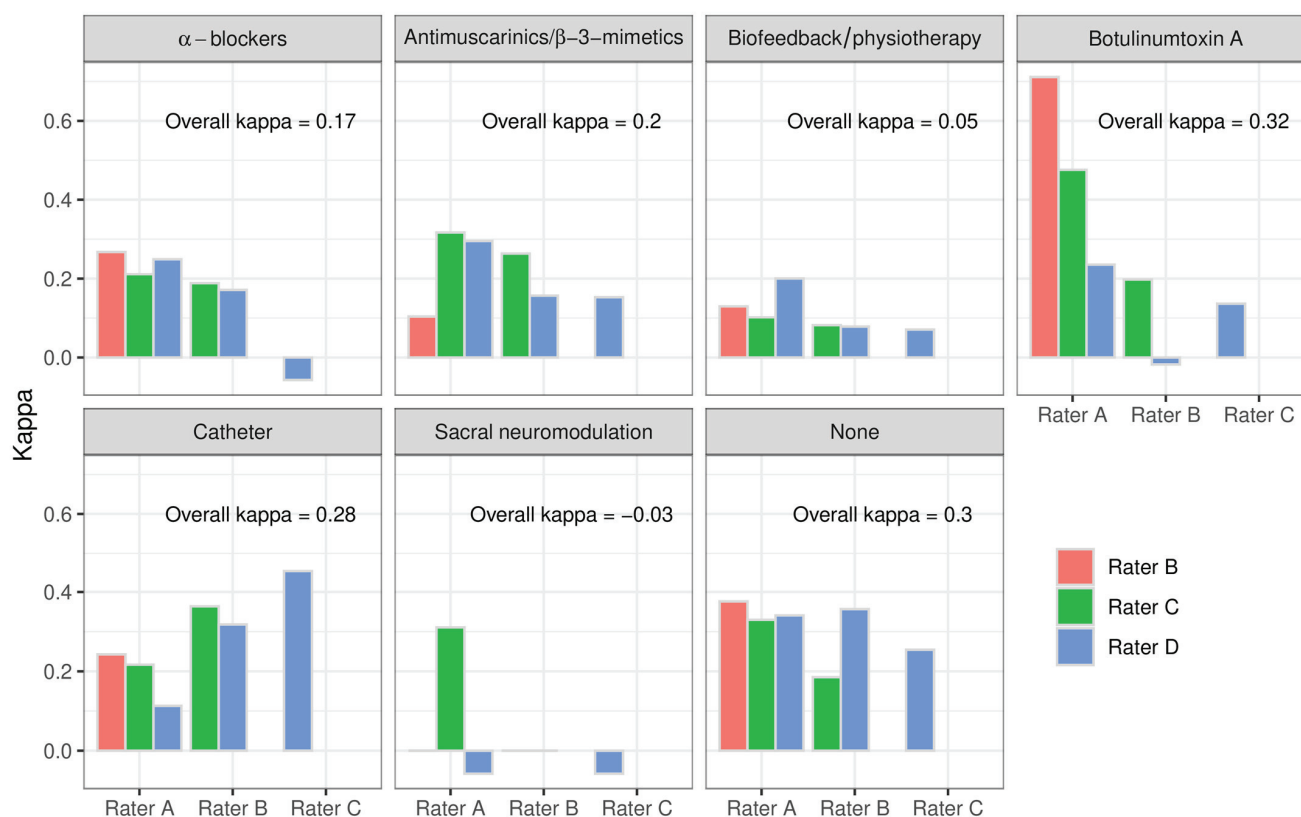 α − blockers
Antimuscarinics/β−3−mimetics
Biofeedback/physiotherapy
Botulinumtoxin A
Overall kappa = 0.17
Overall kappa = 0.2
Overall kappa = 0.05
Overall kappa = 0.32
0.6
0.4
0.2
0.0
Rater A Rater B Rater C
Kappa
Catheter
Sacral neuromodulation
None
Overall kappa = 0.28
Overall kappa = −0.03
Overall kappa = 0.3
0.6
0.4
0.2
0.0
Rater A Rater B Rater C
Rater A Rater B Rater C
Rater A Rater B Rater C
Rater B
Rater C
Rater D